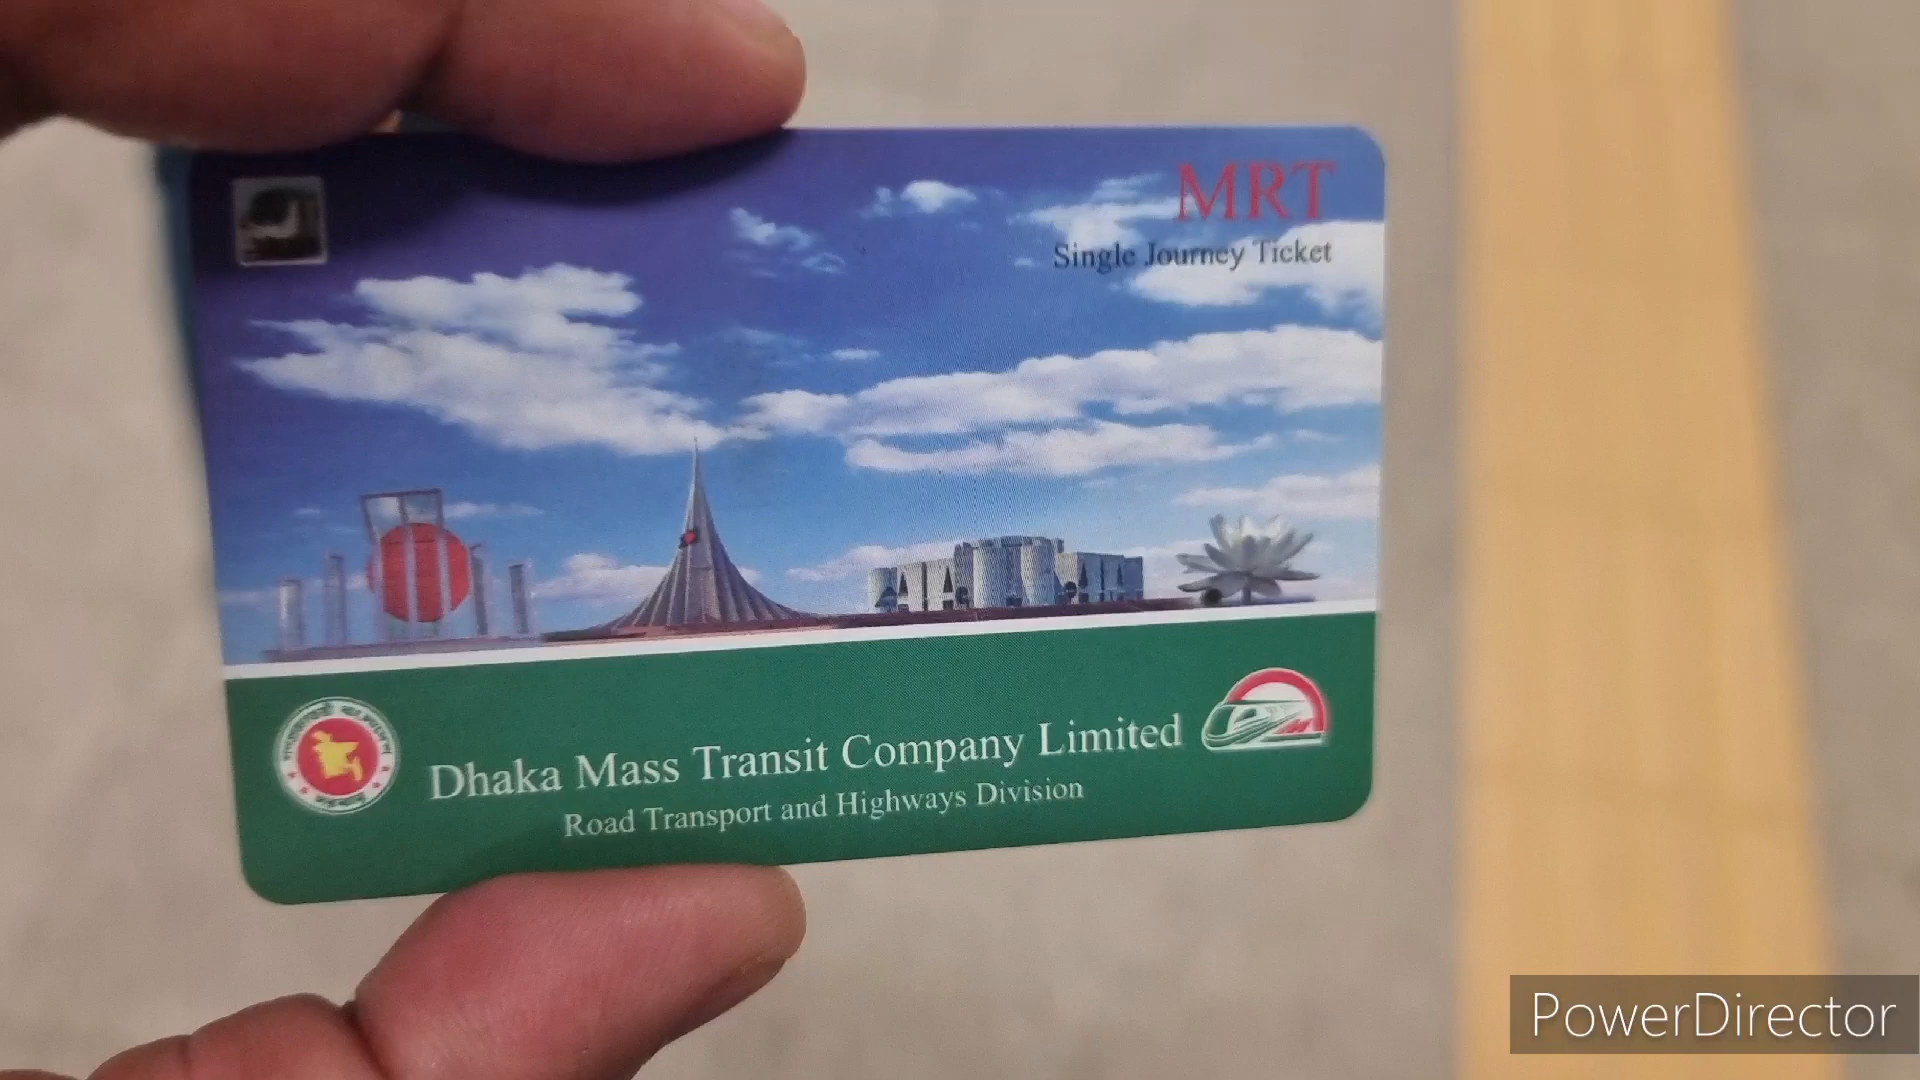 MRT
Single Journey Ticket
Dhaka Mass Transit Company Limited
Road Transport and Highways Division
PowerDirector